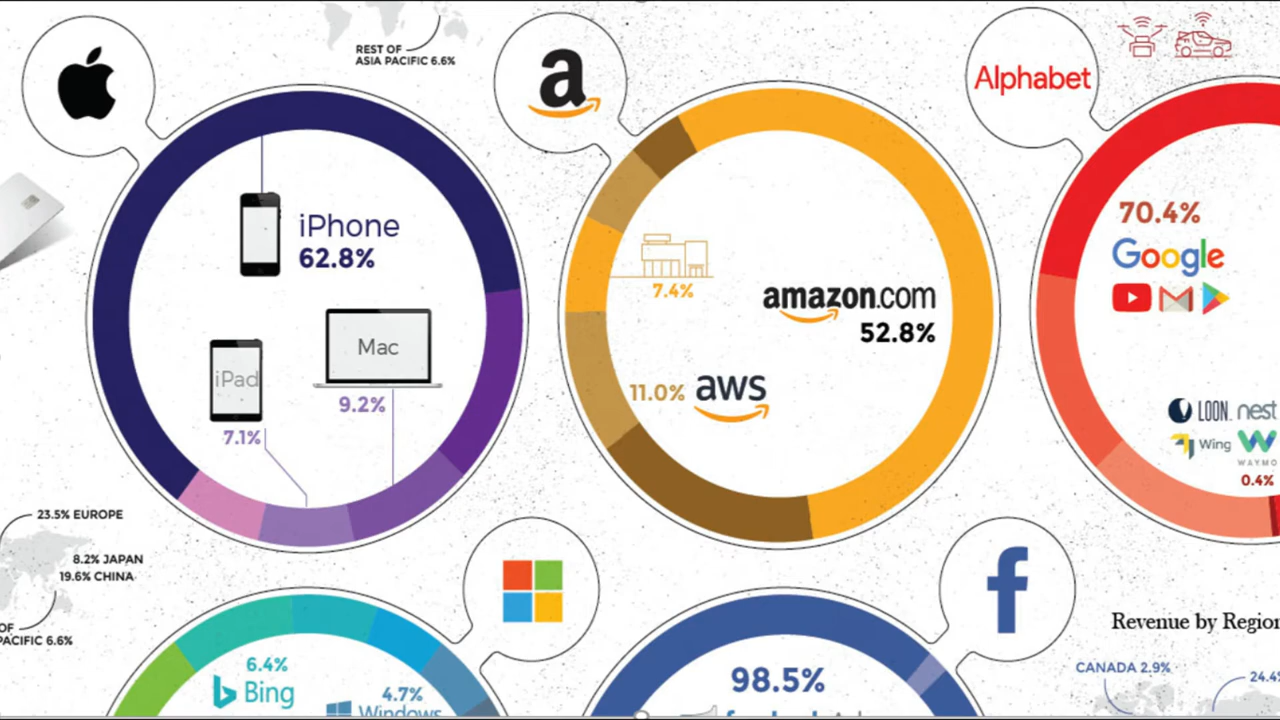 REST OF
ASIA PACIFIC 6.6%
a
Alphabet
iPhone
62.8%
Mac
iPad
9.2%
7.1%
7.4%
amazon.com
52.8%
11.0% aws
70.4%
Google
LOON nest
Wing
WAYMO
0.4%
23.5% EUROPE
8.2% JAPAN
19.6% CHINA
OF
PACIFIC 6.6%
6.4%
Bing
4.7%
Windows
98.5%
f
Revenue by Region
CANADA 2.9%
24.4